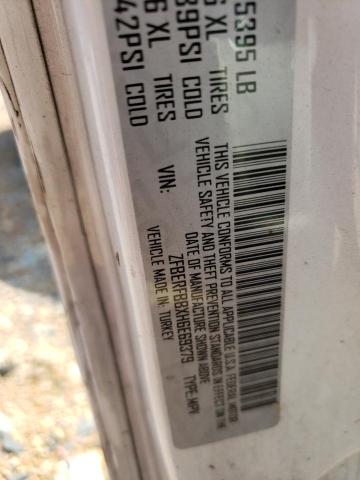 5395 LB
6 XL TIRES
39PSI COLD
6 XL TIRES
42PSI COLD
THIS VEHICLE CONFORMS TO ALL APPLICABLE U.S.A. FEDERAL MOTOR
VEHICLE SAFETY AND THEFT PREVENTION STANDARDS IN EFFECT ON THE
DATE OF MANUFACTURE SHOWN ABOVE
VIN: ZFBERFBBXH6E69379 TYPE:MPV
VEHICLE MADE IN: TURKEY